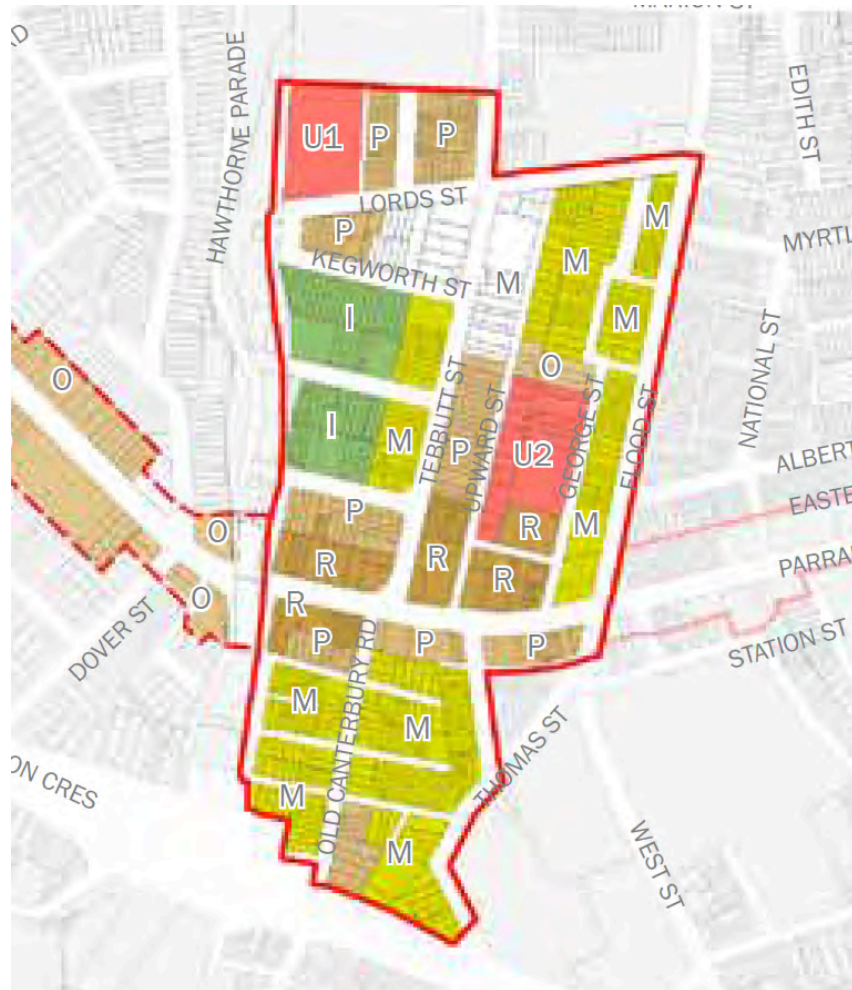 HAWTHORNE PARADE
EDITH ST
U1
P
P
LORDS ST
M
P
MYRTL
KEGWORTH ST
M
M
I
M
O
NATIONAL ST
O
TEBBUTT ST
UPWARD ST
GEORGE ST
FLOOD ST
I
M
P
U2
ALBERT
EASTE
P
O
R
M
PARRA
R
R
R
O
R
P
P
P
DOVER ST
STATION ST
OLD CANTERBURY RD
M
M
THOMAS ST
ON CRES
M
M
WEST ST